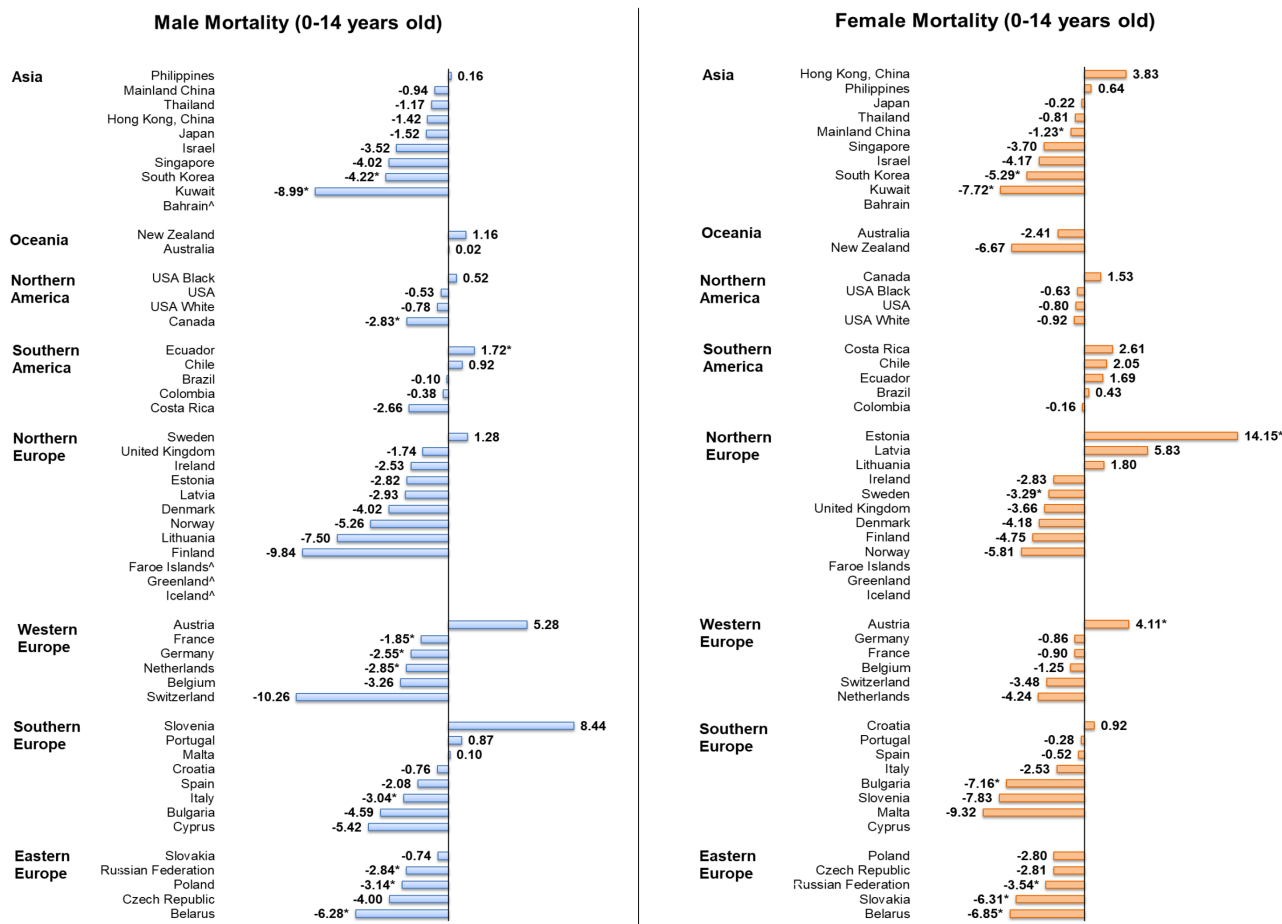 Male Mortality (0-14 years old)
Asia
Philippines 0.16
Mainland China -0.94
Thailand -1.17
Hong Kong, China -1.42
Japan -1.52
Israel -3.52
Singapore -4.02
South Korea -4.22*
Kuwait -8.99*
Bahrain^
Oceania
New Zealand 1.16
Australia 0.02
Northern
America
USA Black 0.52
USA -0.53
USA White -0.78
Canada -2.83*
Southern
America
Ecuador 1.72*
Chile 0.92
Brazil -0.10
Colombia -0.38
Costa Rica -2.66
Northern
Europe
Sweden 1.28
United Kingdom -1.74
Ireland -2.53
Estonia -2.82
Latvia -2.93
Denmark -4.02
Norway -5.26
Lithuania -7.50
Finland -9.84
Faroe Islands^
Greenland^
Iceland^
Western
Europe
Austria 5.28
France -1.85*
Germany -2.55*
Netherlands -2.85*
Belgium -3.26
Switzerland -10.26
Southern
Europe
Slovenia 8.44
Portugal 0.87
Malta 0.10
Croatia -0.76
Spain -2.08
Italy -3.04*
Bulgaria -4.59
Cyprus -5.42
Eastern
Europe
Slovakia -0.74
Russian Federation -2.84*
Poland -3.14*
Czech Republic -4.00
Belarus -6.28*
Female Mortality (0-14 years old)
Asia
Hong Kong, China 3.83
Philippines 0.64
Japan -0.22
Thailand -0.81
Mainland China -1.23*
Singapore -3.70
Israel -4.17
South Korea -5.29*
Kuwait -7.72*
Bahrain
Oceania
Australia -2.41
New Zealand -6.67
Northern
America
Canada 1.53
USA Black -0.63
USA -0.80
USA White -0.92
Southern
America
Costa Rica 2.61
Chile 2.05
Ecuador 1.69
Brazil 0.43
Colombia -0.16
Northern
Europe
Estonia 14.15*
Latvia 5.83
Lithuania 1.80
Ireland -2.83
Sweden -3.29*
United Kingdom -3.66
Denmark -4.18
Finland -4.75
Norway -5.81
Faroe Islands
Greenland
Iceland
Western
Europe
Austria 4.11*
Germany -0.86
France -0.90
Belgium -1.25
Switzerland -3.48
Netherlands -4.24
Southern
Europe
Croatia 0.92
Portugal -0.28
Spain -0.52
Italy -2.53
Bulgaria -7.16*
Slovenia -7.83
Malta -9.32
Cyprus
Eastern
Europe
Poland -2.80
Czech Republic -2.81
Russian Federation -3.54*
Slovakia -6.31*
Belarus -6.85*